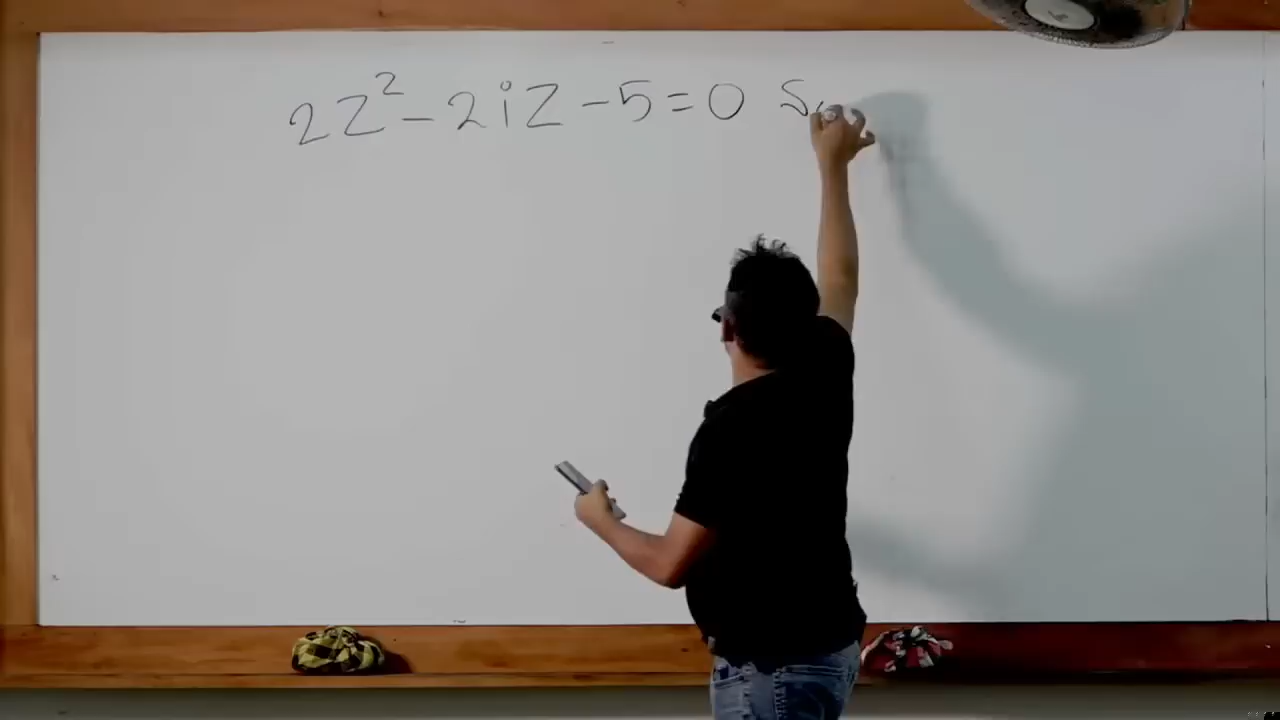 2Z² - 2iZ - 5 = 0